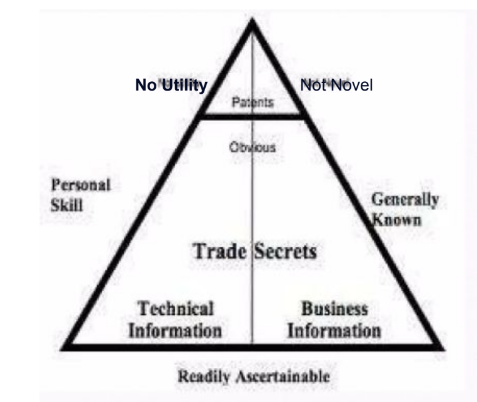 No Utility
Not Novel
Patents
Obvious
Personal
Skill
Generally
Known
Trade Secrets
Technical
Information
Business
Information
Readily Ascertainable